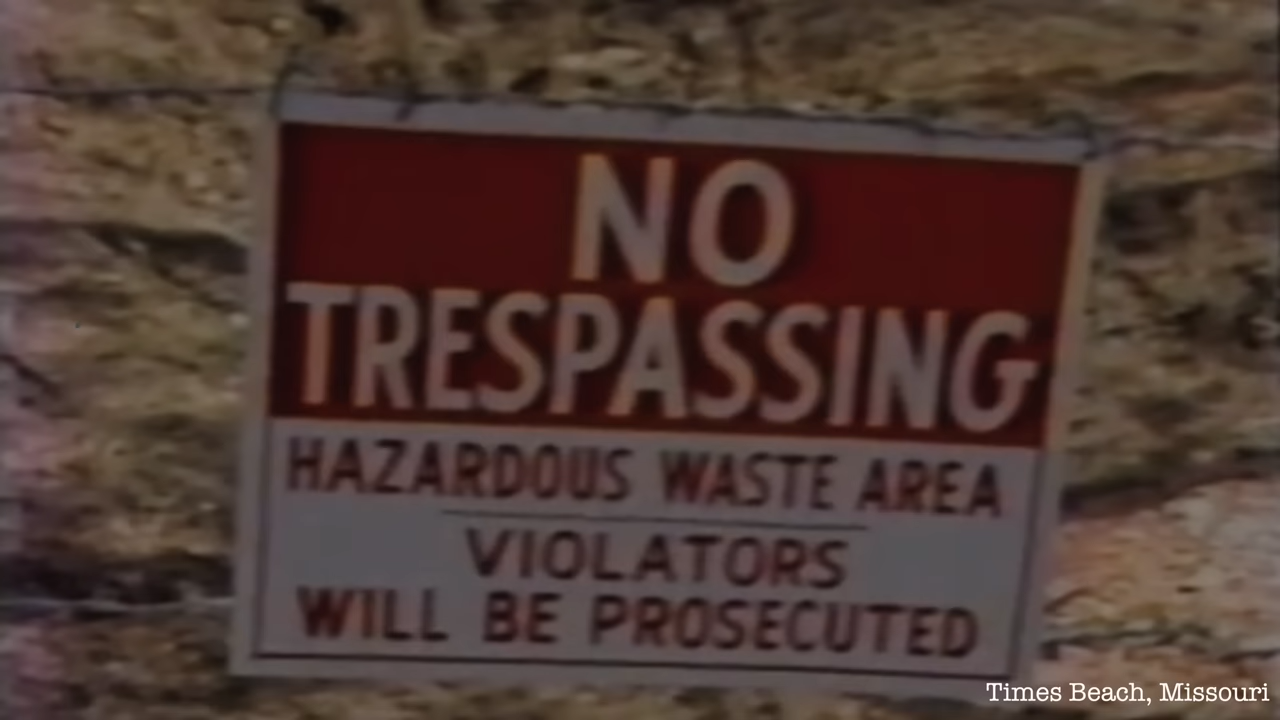 NO
TRESPASSING
HAZARDOUS WASTE AREA
VIOLATORS
WILL BE PROSECUTED
Times Beach, Missouri